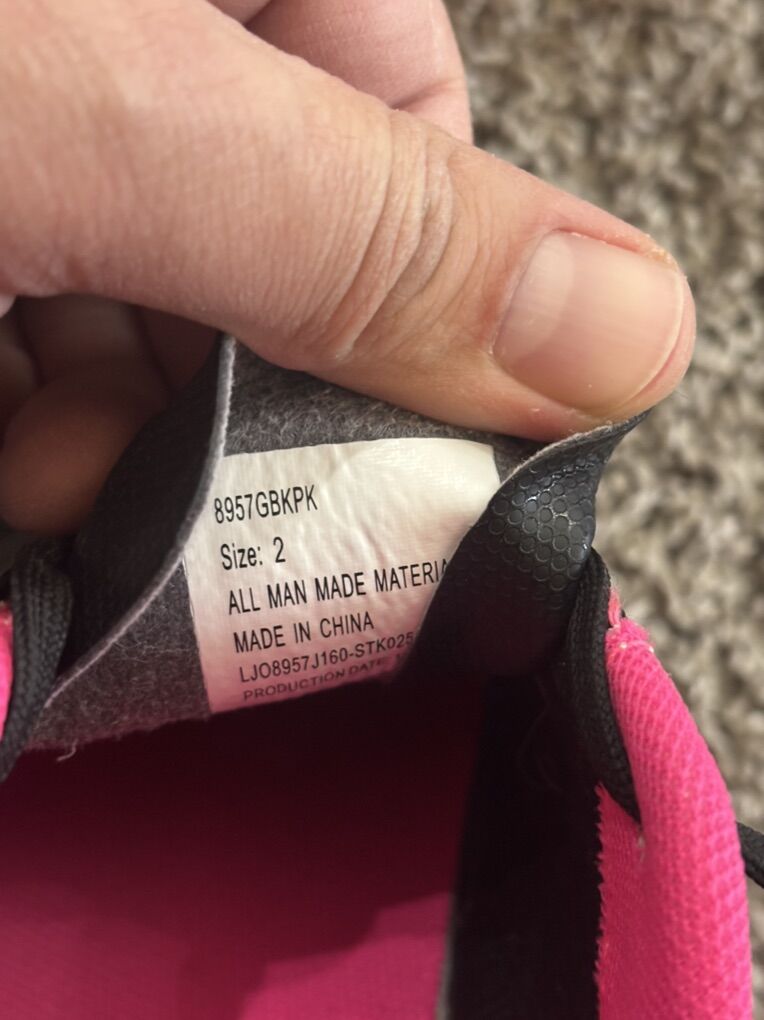 8957GBKPK
Size: 2
ALL MAN MADE MATERIA
MADE IN CHINA
LJO8957J160-STK025
PRODUCTION DATE: